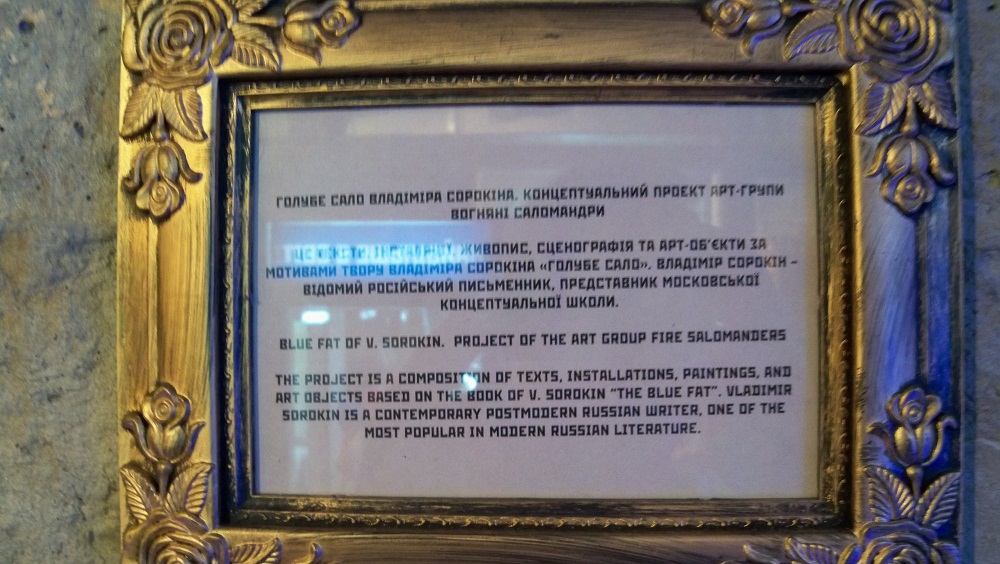 ГОЛУБЕ САЛО ВЛАДІМІРА СОРОКІНА. КОНЦЕПТУАЛЬНИЙ ПРОЕКТ АРТ-ГРУПИ
ВОГНЯНІ САЛОМАНДРИ
ЦЕ ЖИВОПИС, СЦЕНОГРАФІЯ ТА АРТ-ОБ'ЄКТИ ЗА
МОТИВАМИ ТВОРУ ВЛАДІМІРА СОРОКІНА «ГОЛУБЕ САЛО». ВЛАДІМІР СОРОКІН –
ВІДОМИЙ РОСІЙСЬКИЙ ПИСЬМЕННИК, ПРЕДСТАВНИК МОСКОВСЬКОЇ
КОНЦЕПТУАЛЬНОЇ ШКОЛИ.
BLUE FAT OF V. SOROKIN. PROJECT OF THE ART GROUP FIRE SALOMANDERS
THE PROJECT IS A COMPOSITION OF TEXTS, INSTALLATIONS, PAINTINGS, AND
ART OBJECTS BASED ON THE BOOK OF V. SOROKIN "THE BLUE FAT". VLADIMIR
SOROKIN IS A CONTEMPORARY POSTMODERN RUSSIAN WRITER, ONE OF THE
MOST POPULAR IN MODERN RUSSIAN LITERATURE.